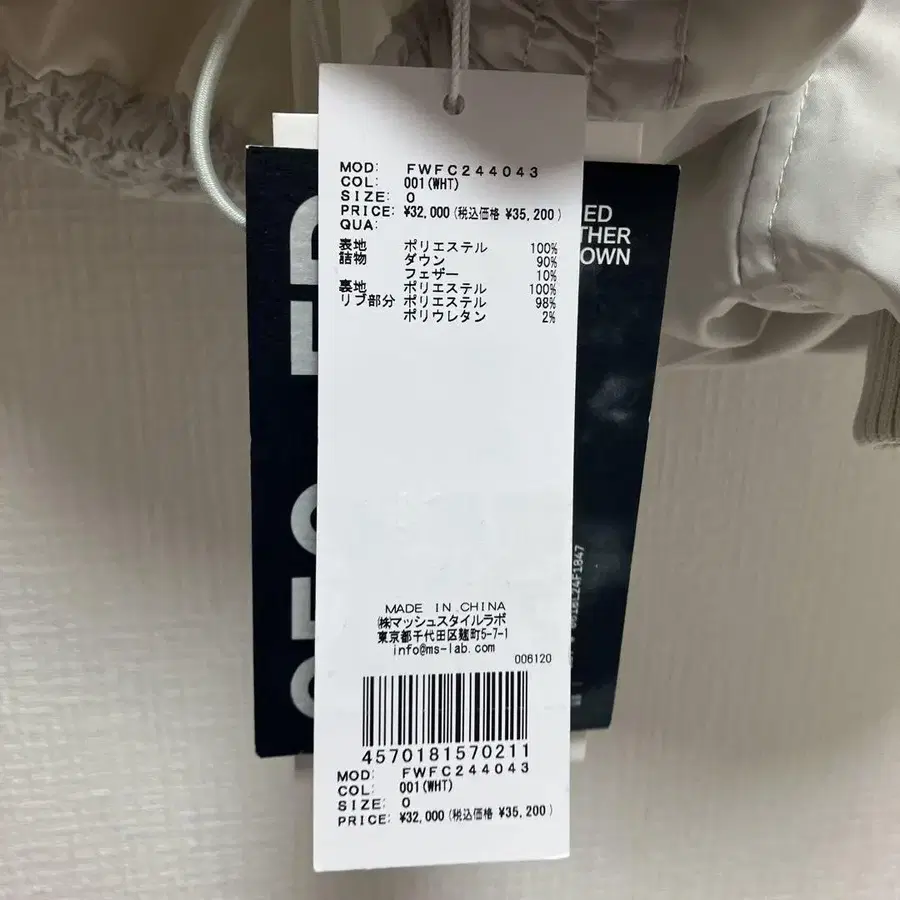 MOD: FWFC244043
COL: 001(WHT)
SIZE: 0
PRICE: ¥32,000(税込価格 ¥35,200)
QUA:
表地 ポリエステル 100%
詰物 ダウン 90%
フェザー 10%
裏地 ポリエステル 100%
リブ部分 ポリエステル 98%
ポリウレタン 2%
MADE IN CHINA
㈱マッシュスタイルラボ
東京都千代田区麹町5-7-1
info@ms-lab.com
006120
4570181570211
MOD: FWFC244043
COL: 001(WHT)
SIZE: 0
PRICE: ¥32,000(税込価格 ¥35,200)
ED
THER
OWN